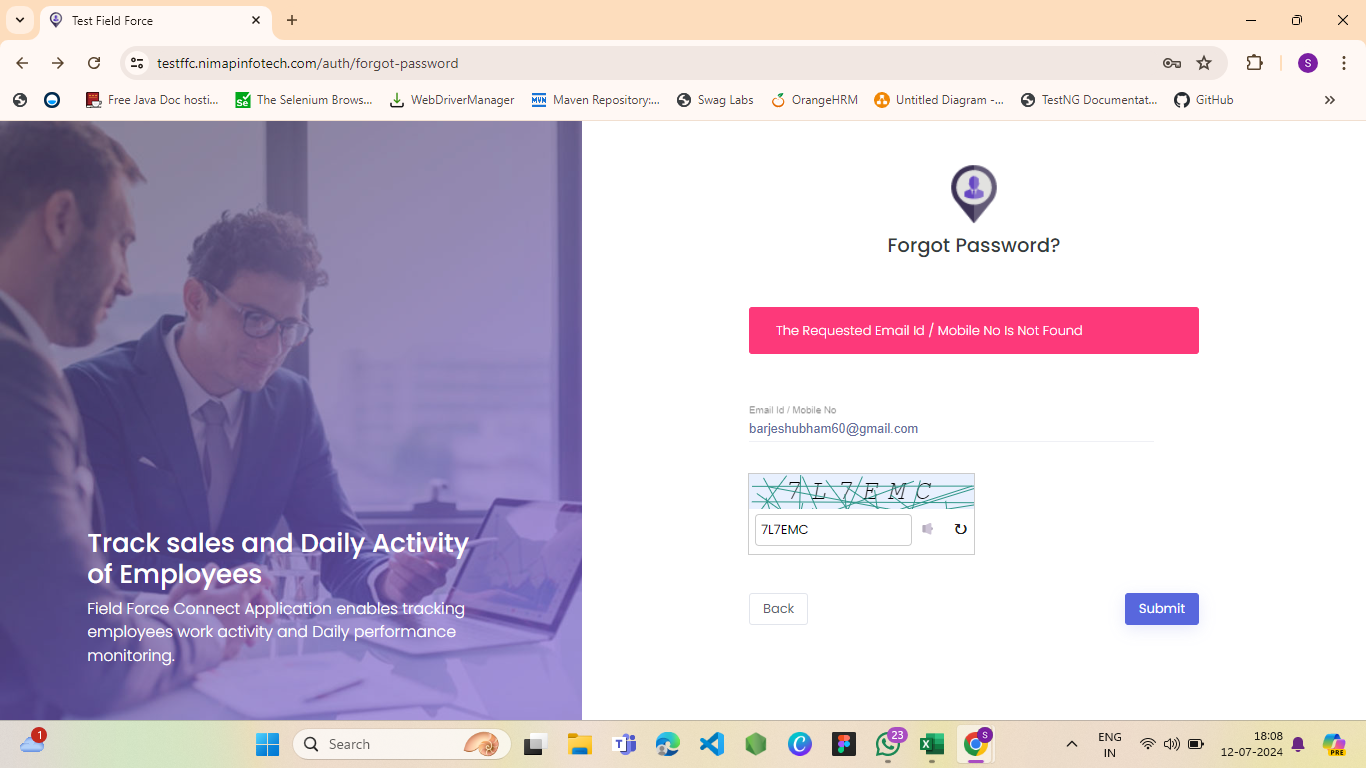 Test Field Force
testffc.nimapinfotech.com/auth/forgot-password
S
Free Java Doc hosti...
The Selenium Brows...
WebDriverManager
MVN
Maven Repository:...
Swag Labs
OrangeHRM
Untitled Diagram -...
TestNG Documentat...
GitHub
Forgot Password?
The Requested Email Id / Mobile No Is Not Found
Email Id / Mobile No
barjeshubham60@gmail.com
7L7EMC
7L7EMC
Back
Submit
Track sales and Daily Activity
of Employees
Field Force Connect Application enables tracking
employees work activity and Daily performance
monitoring.
1
Search
23
S
ENG
IN
18:08
12-07-2024
PRE